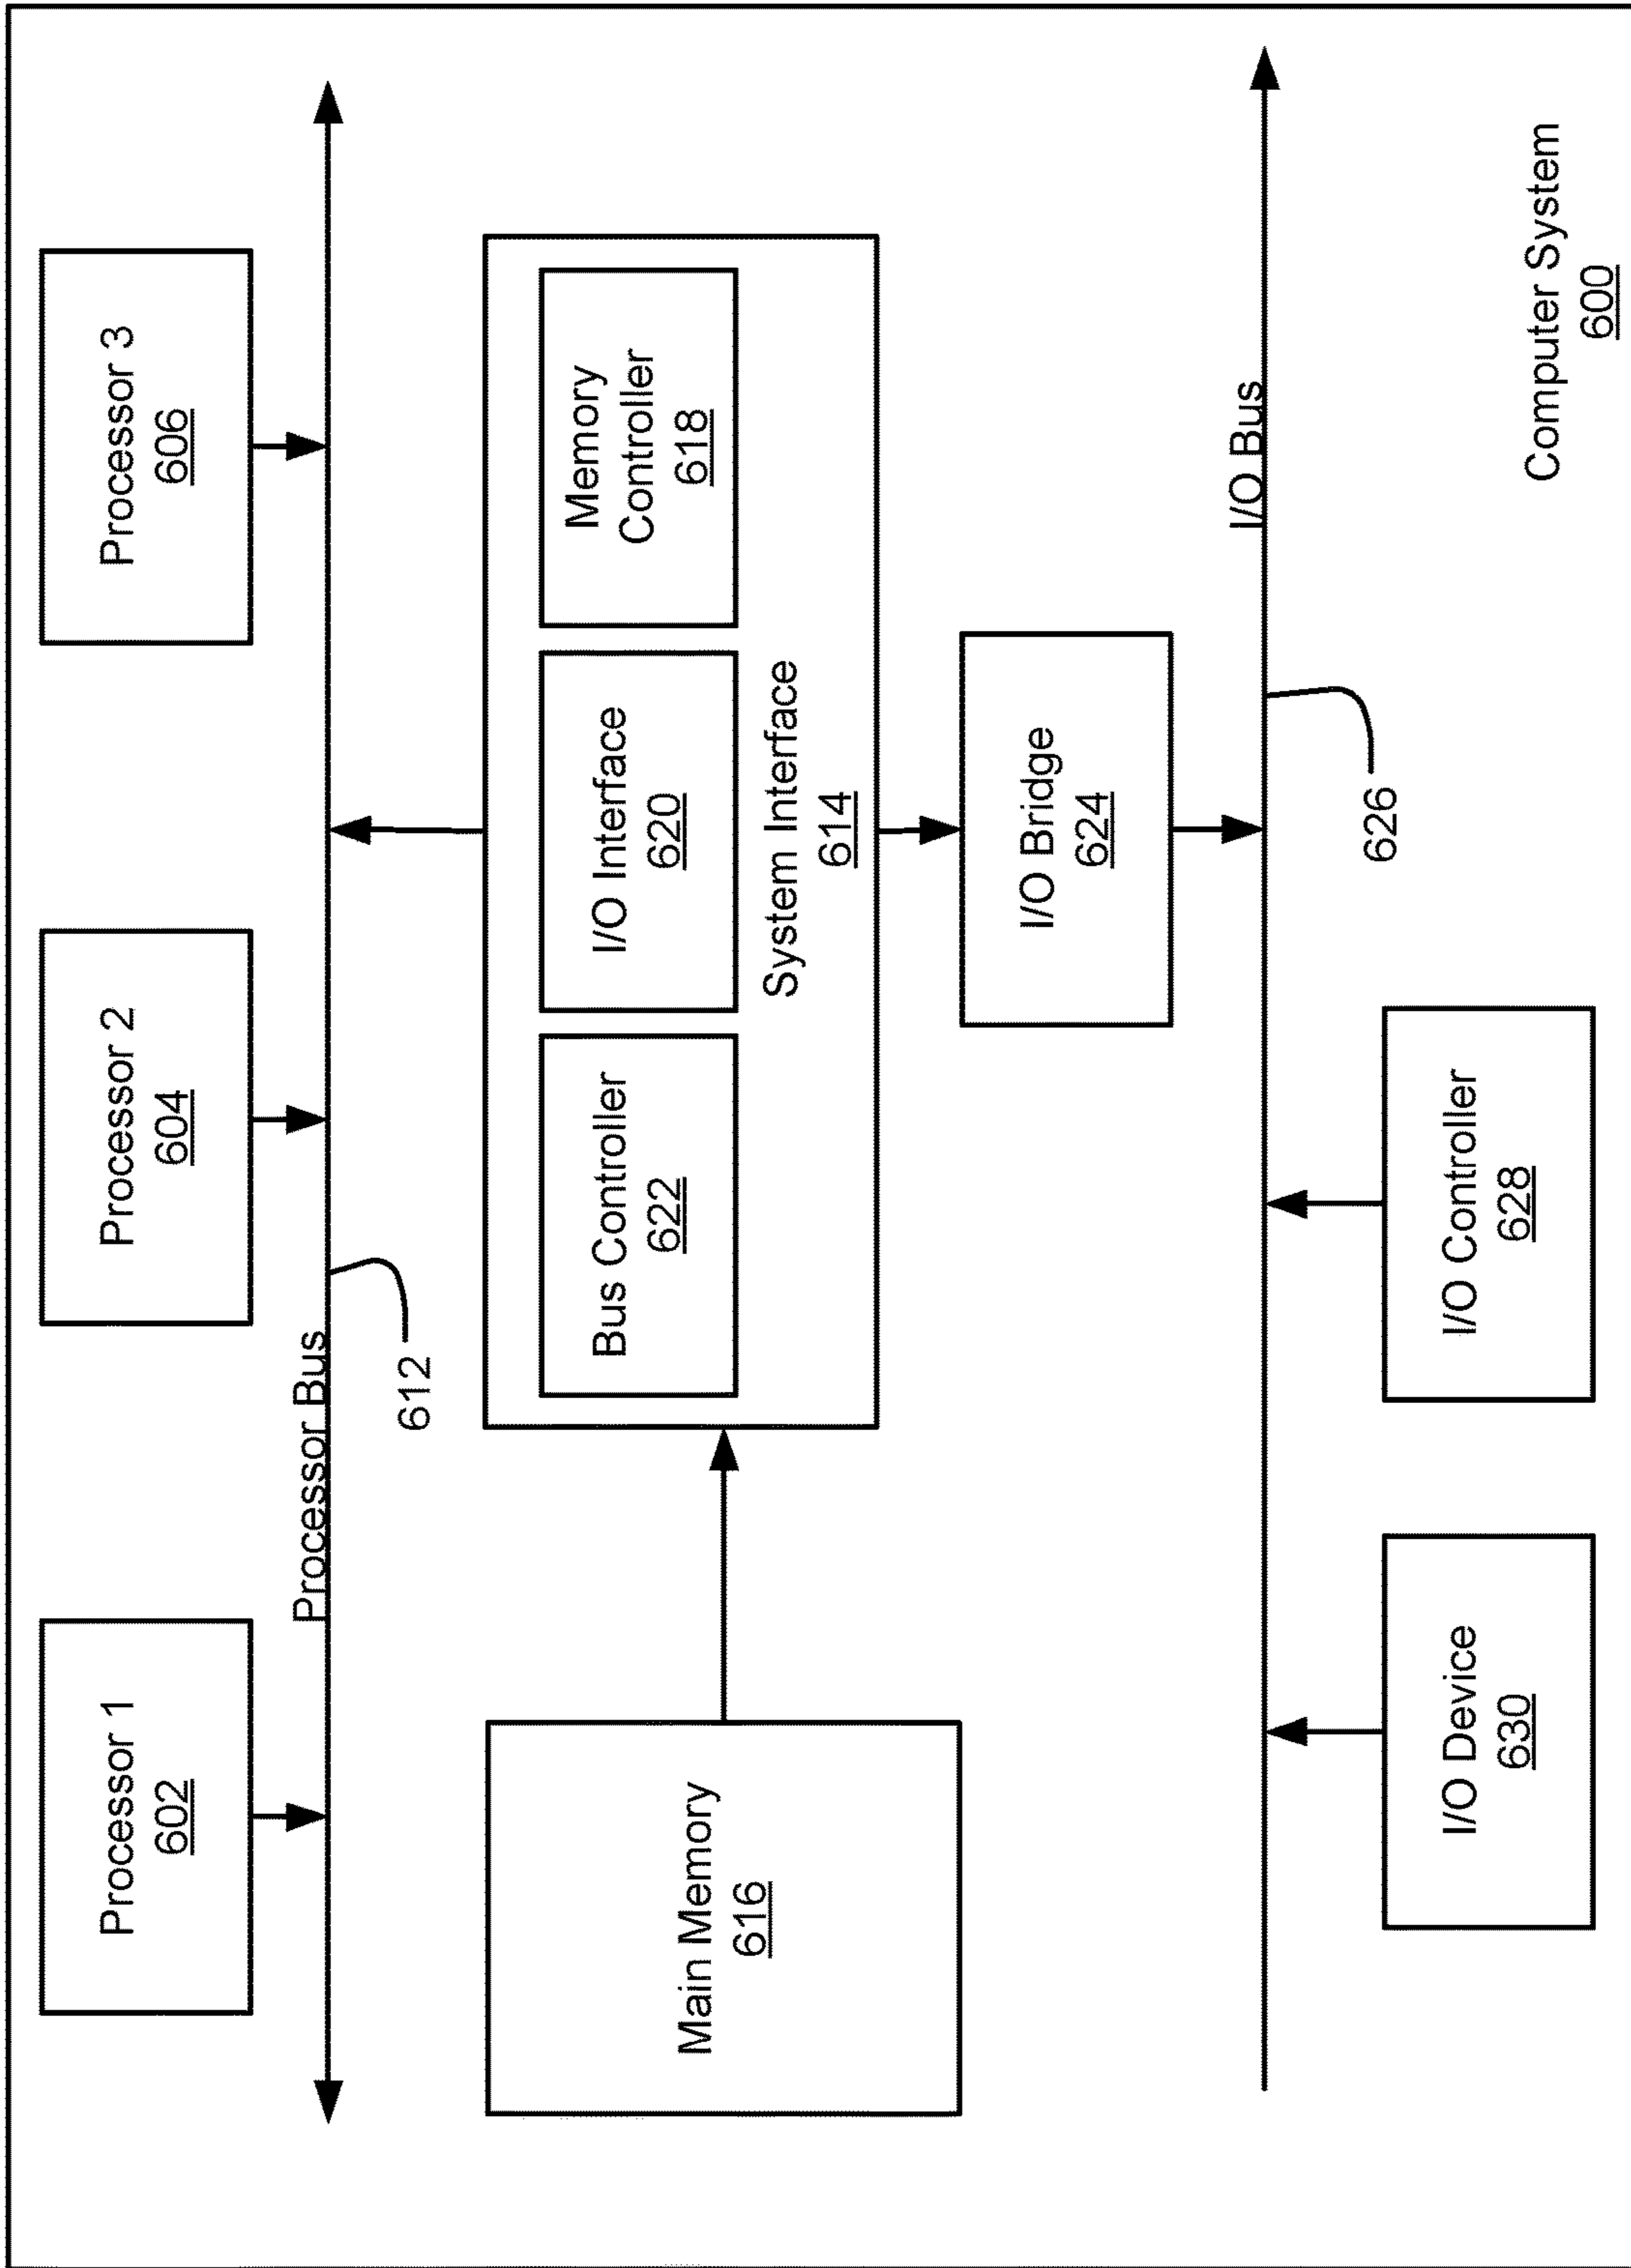 Processor 1
602
Processor 2
604
Processor 3
606
Processor Bus
612
Main Memory
616
Bus Controller
622
I/O Interface
620
Memory
Controller
618
System Interface
614
I/O Bridge
624
I/O Bus
626
I/O Device
630
I/O Controller
628
Computer System
600